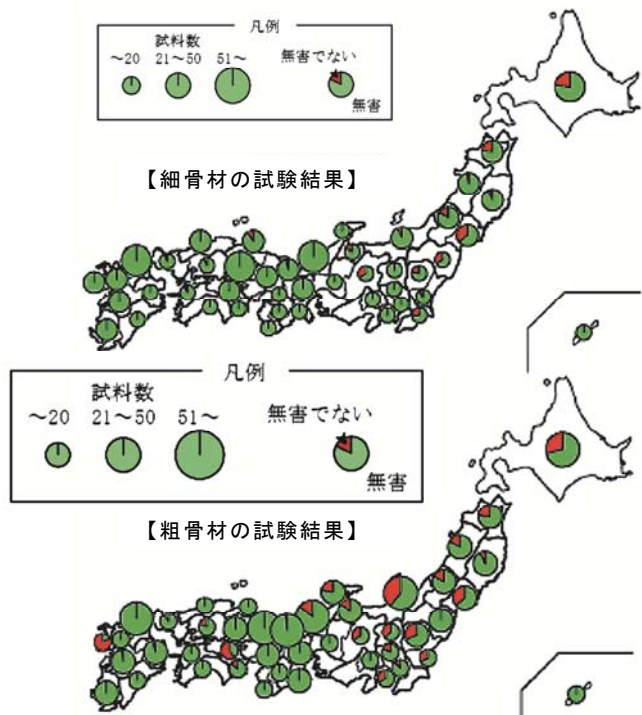 凡例
試料数
～20 21～50 51～ 無害でない
無害
【細骨材の試験結果】
凡例
試料数
～20 21～50 51～ 無害でない
無害
【粗骨材の試験結果】